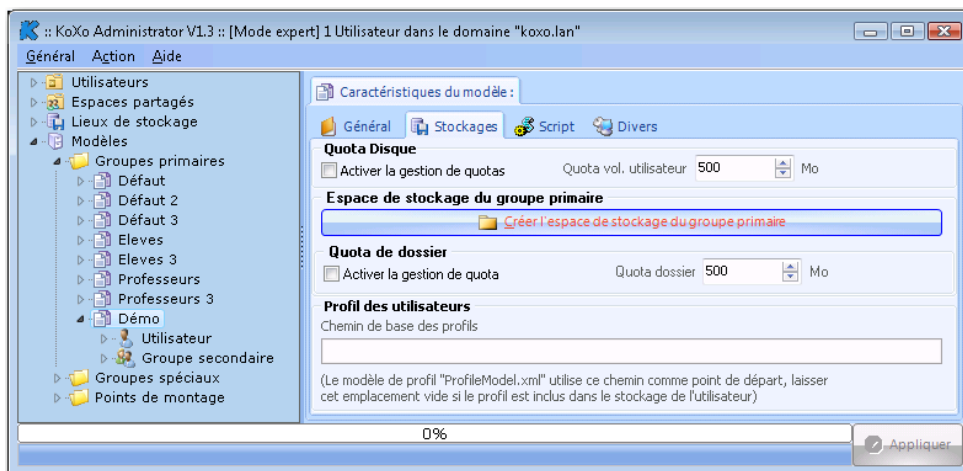 :: KoXo Administrator V1.3 :: [Mode expert] 1 Utilisateur dans le domaine "koxo.lan"
Général Action Aide
Utilisateurs
Espaces partagés
Lieux de stockage
Modèles
Groupes primaires
Défaut
Défaut 2
Défaut 3
Eleves
Eleves 3
Professeurs
Professeurs 3
Démo
Utilisateur
Groupe secondaire
Groupes spéciaux
Points de montage
Caractéristiques du modèle :
Général Stockages Script Divers
Quota Disque
Activer la gestion de quotas Quota vol. utilisateur 500 Mo
Espace de stockage du groupe primaire
Créer l'espace de stockage du groupe primaire
Quota de dossier
Activer la gestion de quota Quota dossier 500 Mo
Profil des utilisateurs
Chemin de base des profils
(Le modèle de profil "ProfileModel.xml" utilise ce chemin comme point de départ, laisser
cet emplacement vide si le profil est inclus dans le stockage de l'utilisateur)
0%
Appliquer